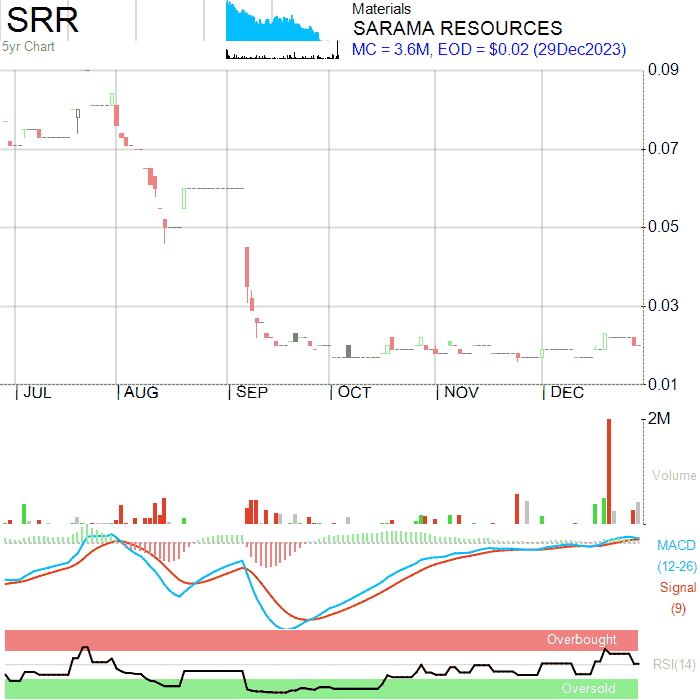 SRR
5yr Chart
Materials
SARAMA RESOURCES
MC = 3.6M, EOD = $0.02 (29Dec2023)
0.09
0.07
0.05
0.03
0.01
JUL AUG SEP OCT NOV DEC
2M
Volume
MACD
(12-26)
Signal
(9)
Overbought
RSI(14)
Oversold